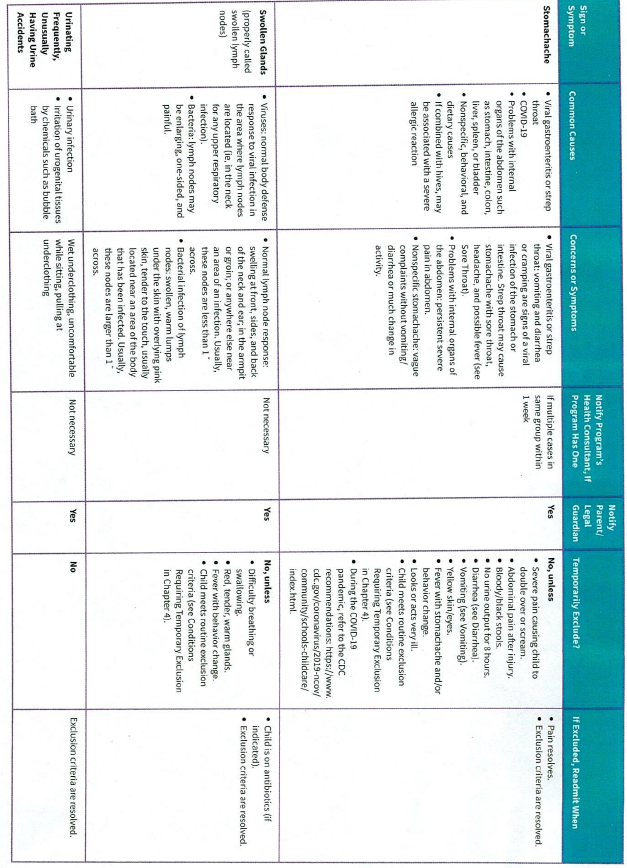 Sign or
Symptom
Common Causes
Concerns or Symptoms
Notify Program's
Health Consultant, If
Program Has One
Notify
Parent/
Legal
Guardian
Temporarily Exclude?
If Excluded, Readmit When
Stomachache
• Viral gastroenteritis or strep
throat
• COVID-19
• Problems with internal
organs of the abdomen such
as stomach, intestine, colon,
liver, spleen, or bladder
• Nonspecific, behavioral, and
dietary causes
• If combined with hives, may
be associated with a severe
allergic reaction
• Viral gastroenteritis or strep
throat: vomiting and diarrhea
or cramping are signs of a viral
infection of the stomach or
intestine. Strep throat may cause
stomachache with sore throat,
headache, and possible fever (see
Sore Throat).
• Problems with internal organs of
the abdomen: persistent severe
pain in abdomen.
• Nonspecific stomachache: vague
complaints without vomiting/
diarrhea or much change in
activity.
If multiple cases in
same group within
1 week
Yes
No, unless
• Severe pain causing child to
double over or scream.
• Abdominal pain after injury.
• Bloody/black stools.
• No urine output for 8 hours.
• Diarrhea (see Diarrhea).
• Vomiting (see Vomiting).
• Yellow skin/eyes.
• Fever with stomachache and/or
behavior change.
• Looks or acts very ill.
• Child meets routine exclusion
criteria (see Conditions
Requiring Temporary Exclusion
in Chapter 4).
• During the COVID-19
pandemic, refer to the CDC
recommendations: https://www.
cdc.gov/coronavirus/2019-ncov/
community/schools-childcare/
index.html.
• Pain resolves.
• Exclusion criteria are resolved.
Swollen Glands
(properly called
swollen lymph
nodes)
• Viruses: normal body defense
response to viral infection in
the area where lymph nodes
are located (ie, in the neck
for any upper respiratory
infection).
• Bacteria: lymph nodes may
be enlarging, one-sided, and
painful.
• Normal lymph node response:
swelling at front, sides, and back
of the neck and ear; in the armpit
or groin; or anywhere else near
an area of an infection. Usually,
these nodes are less than 1"
across.
• Bacterial infection of lymph
nodes: swollen, warm lumps
under the skin with overlying pink
skin, tender to the touch, usually
located near an area of the body
that has been infected. Usually,
these nodes are larger than 1"
across.
Not necessary
Yes
No, unless
• Difficulty breathing or
swallowing.
• Red, tender, warm glands.
• Fever with behavior change.
• Child meets routine exclusion
criteria (see Conditions
Requiring Temporary Exclusion
in Chapter 4).
• Child is on antibiotics (if
indicated).
• Exclusion criteria are resolved.
Urinating
Frequently,
Unusually
Having Urine
Accidents
• Urinary infection
• Irritation of urogenital tissues
by chemicals such as bubble
bath
Wet underclothing, uncomfortable
while sitting, pulling at
underclothing
Not necessary
Yes
No
Exclusion criteria are resolved.